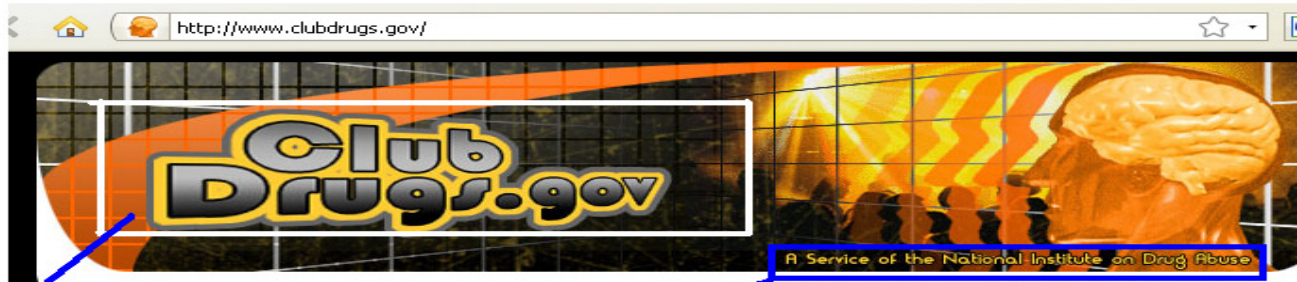 http://www.clubdrugs.gov/
Club
Drugs.gov
A Service of the National Institute on Drug Abuse